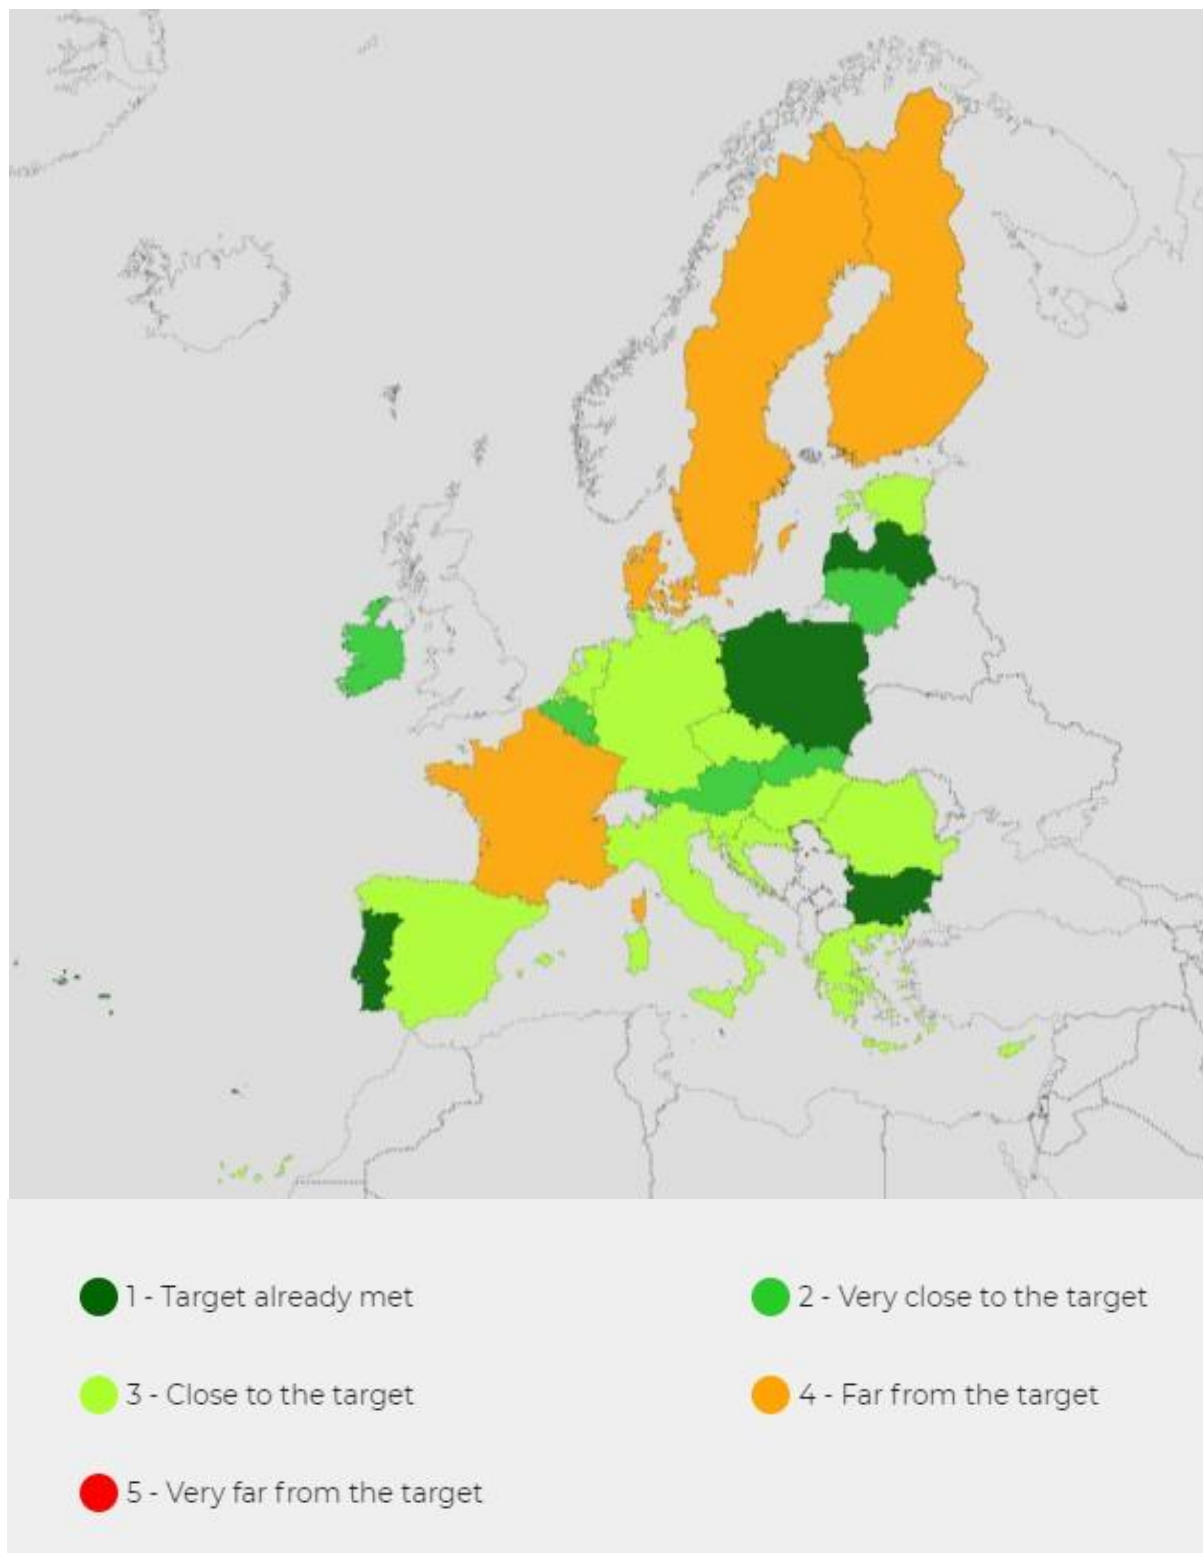 1 - Target already met
2 - Very close to the target
3 - Close to the target
4 - Far from the target
5 - Very far from the target